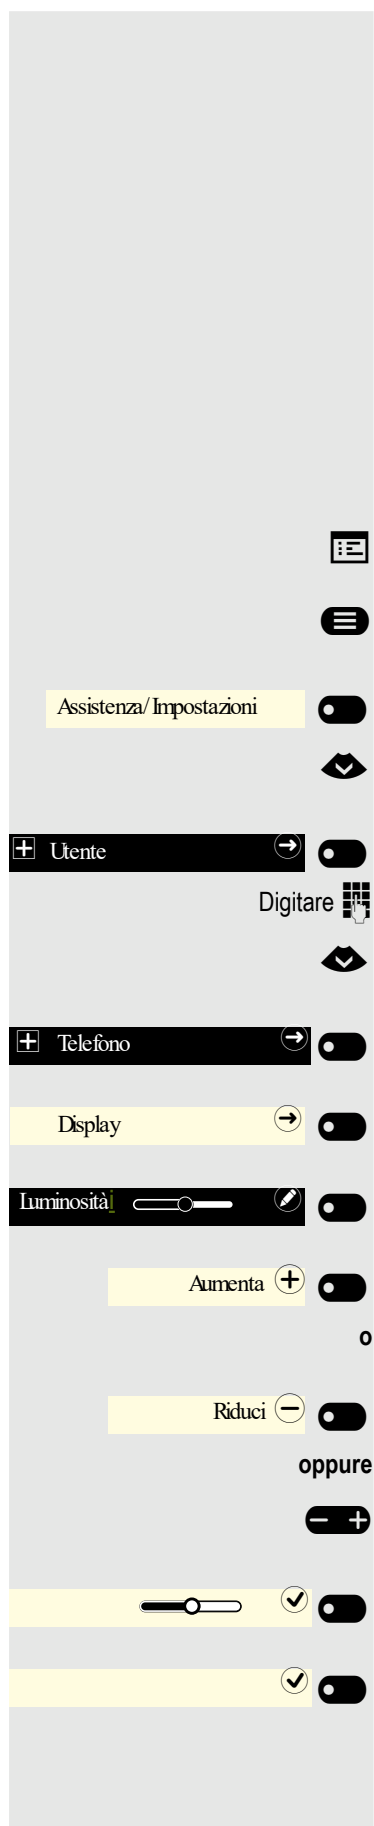 Assistenza/Impostazioni
Utente
Digitare
Telefono
Display
Luminosità i
Aumenta
o
Riduci
oppure